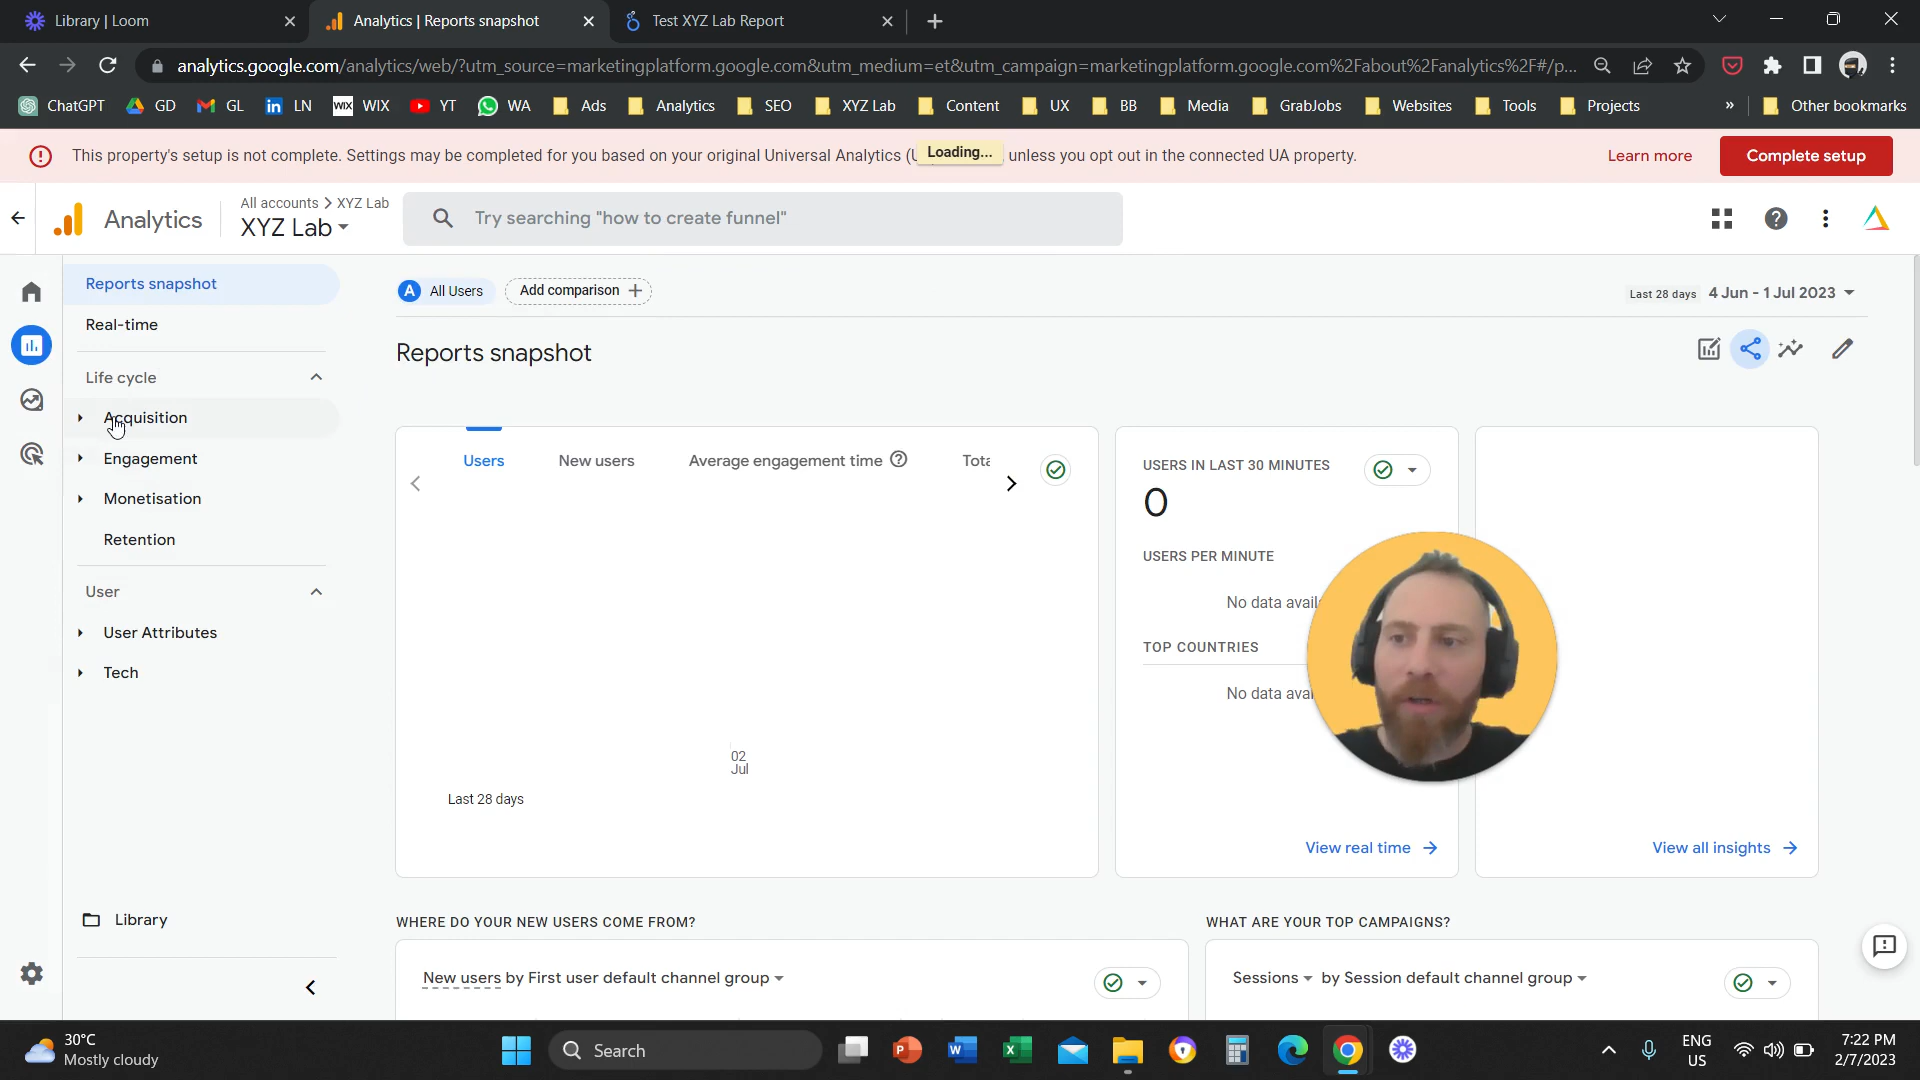 Library | Loom
Analytics | Reports snapshot
Test XYZ Lab Report
analytics.google.com/analytics/web/?utm_source=marketingplatform.google.com&utm_medium=et&utm_campaign=marketingplatform.google.com%2Fabout%2Fanalytics%2F#/p...
ChatGPT GD GL LN WIX WIX YT WA Ads Analytics SEO XYZ Lab Content UX BB Media GrabJobs Websites Tools Projects » Other bookmarks
This property's setup is not complete. Settings may be completed for you based on your original Universal Analytics ( unless you opt out in the connected UA property.
Loading...
Learn more
Complete setup
Analytics
All accounts > XYZ Lab
XYZ Lab
Try searching "how to create funnel"
Reports snapshot
Real-time
Life cycle
Acquisition
Engagement
Monetisation
Retention
User
User Attributes
Tech
Library
A All Users
Add comparison +
Last 28 days 4 Jun - 1 Jul 2023
Reports snapshot
Users New users Average engagement time
02
Jul
Last 28 days
USERS IN LAST 30 MINUTES
0
USERS PER MINUTE
No data
TOP COUNTRIES
No data
View real time
View all insights
WHERE DO YOUR NEW USERS COME FROM?
New users by First user default channel group
WHAT ARE YOUR TOP CAMPAIGNS?
Sessions by Session default channel group
30°C
Mostly cloudy
Search
ENG
US
7:22 PM
2/7/2023